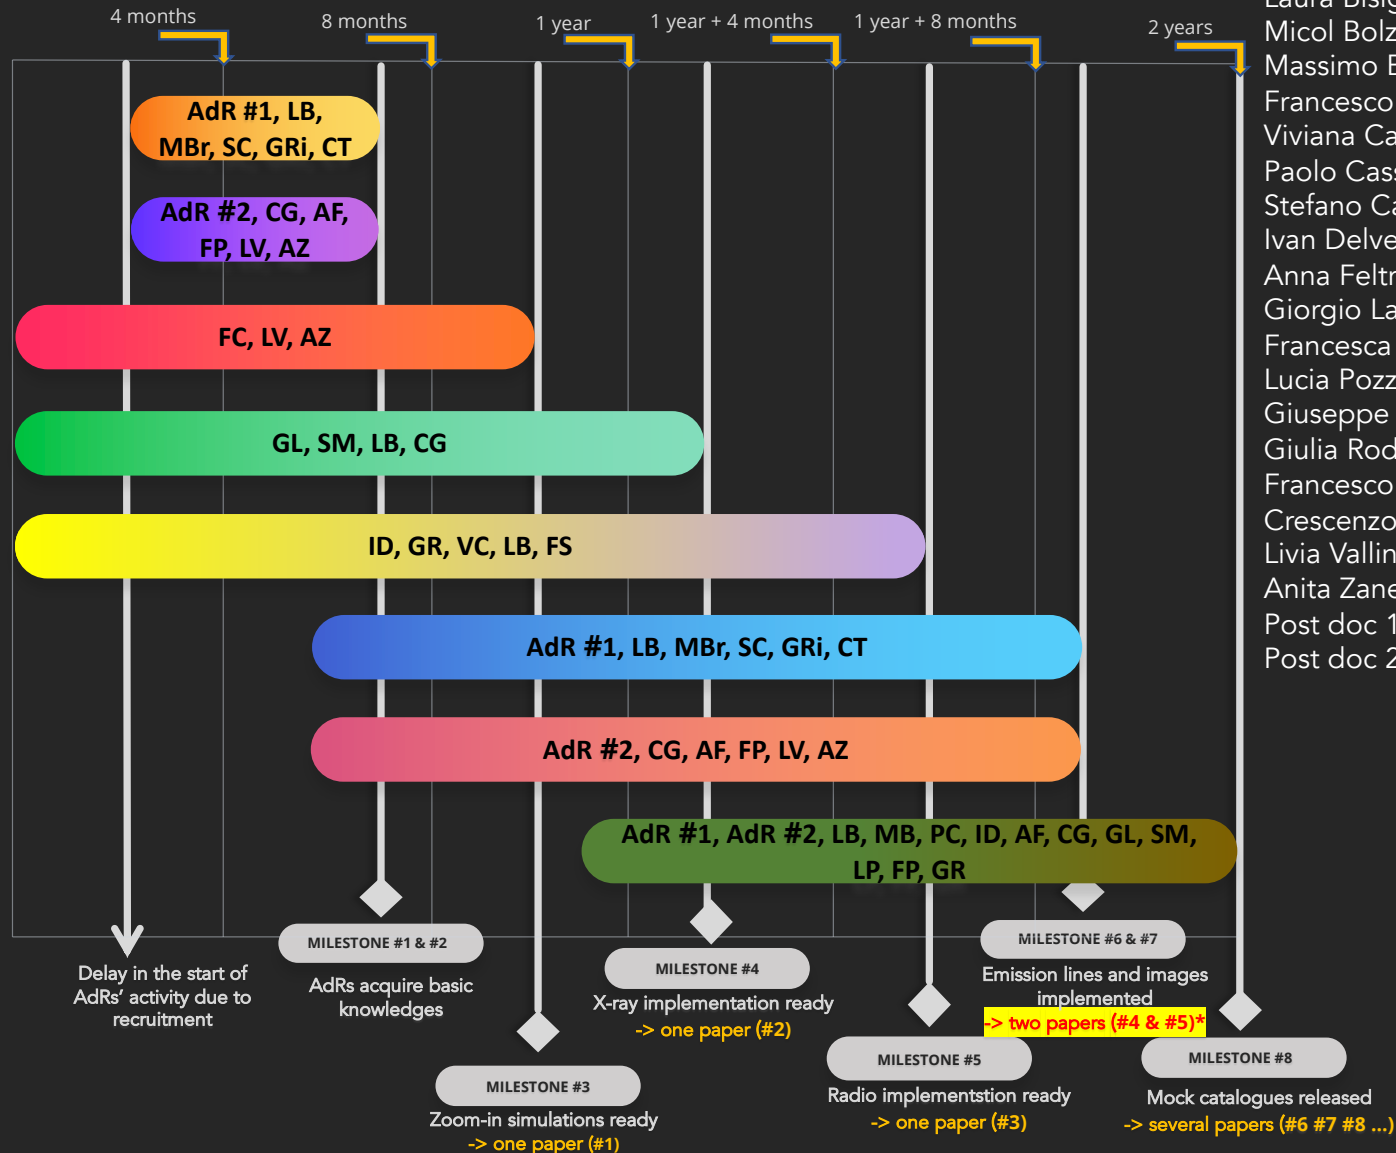 4 months
8 months
1 year
1 year + 4 months
1 year + 8 months
2 years
AdR #1, LB,
MBr, SC, GRi, CT
AdR #2, CG, AF,
FP, LV, AZ
FC, LV, AZ
GL, SM, LB, CG
ID, GR, VC, LB, FS
AdR #1, LB, MBr, SC, GRi, CT
AdR #2, CG, AF, FP, LV, AZ
AdR #1, AdR #2, LB, MB, PC, ID, AF, CG, GL, SM,
LP, FP, GR
Delay in the start of
AdRs' activity due to
recruitment
MILESTONE #1 & #2
AdRs acquire basic
knowledges
MILESTONE #3
Zoom-in simulations ready
-> one paper (#1)
MILESTONE #4
X-ray implementation ready
-> one paper (#2)
MILESTONE #5
Radio implementstion ready
-> one paper (#3)
MILESTONE #6 & #7
Emission lines and images
implemented
-> two papers (#4 & #5)*
MILESTONE #8
Mock catalogues released
-> several papers (#6 #7 #8 ...)
Laura Bisig
Micol Bolz
Massimo B
Francesco
Viviana Ca
Paolo Cass
Stefano Ca
Ivan Delve
Anna Feltr
Giorgio La
Francesca
Lucia Pozz
Giuseppe
Giulia Rod
Francesco
Crescenzo
Livia Vallin
Anita Zane
Post doc 1
Post doc 2